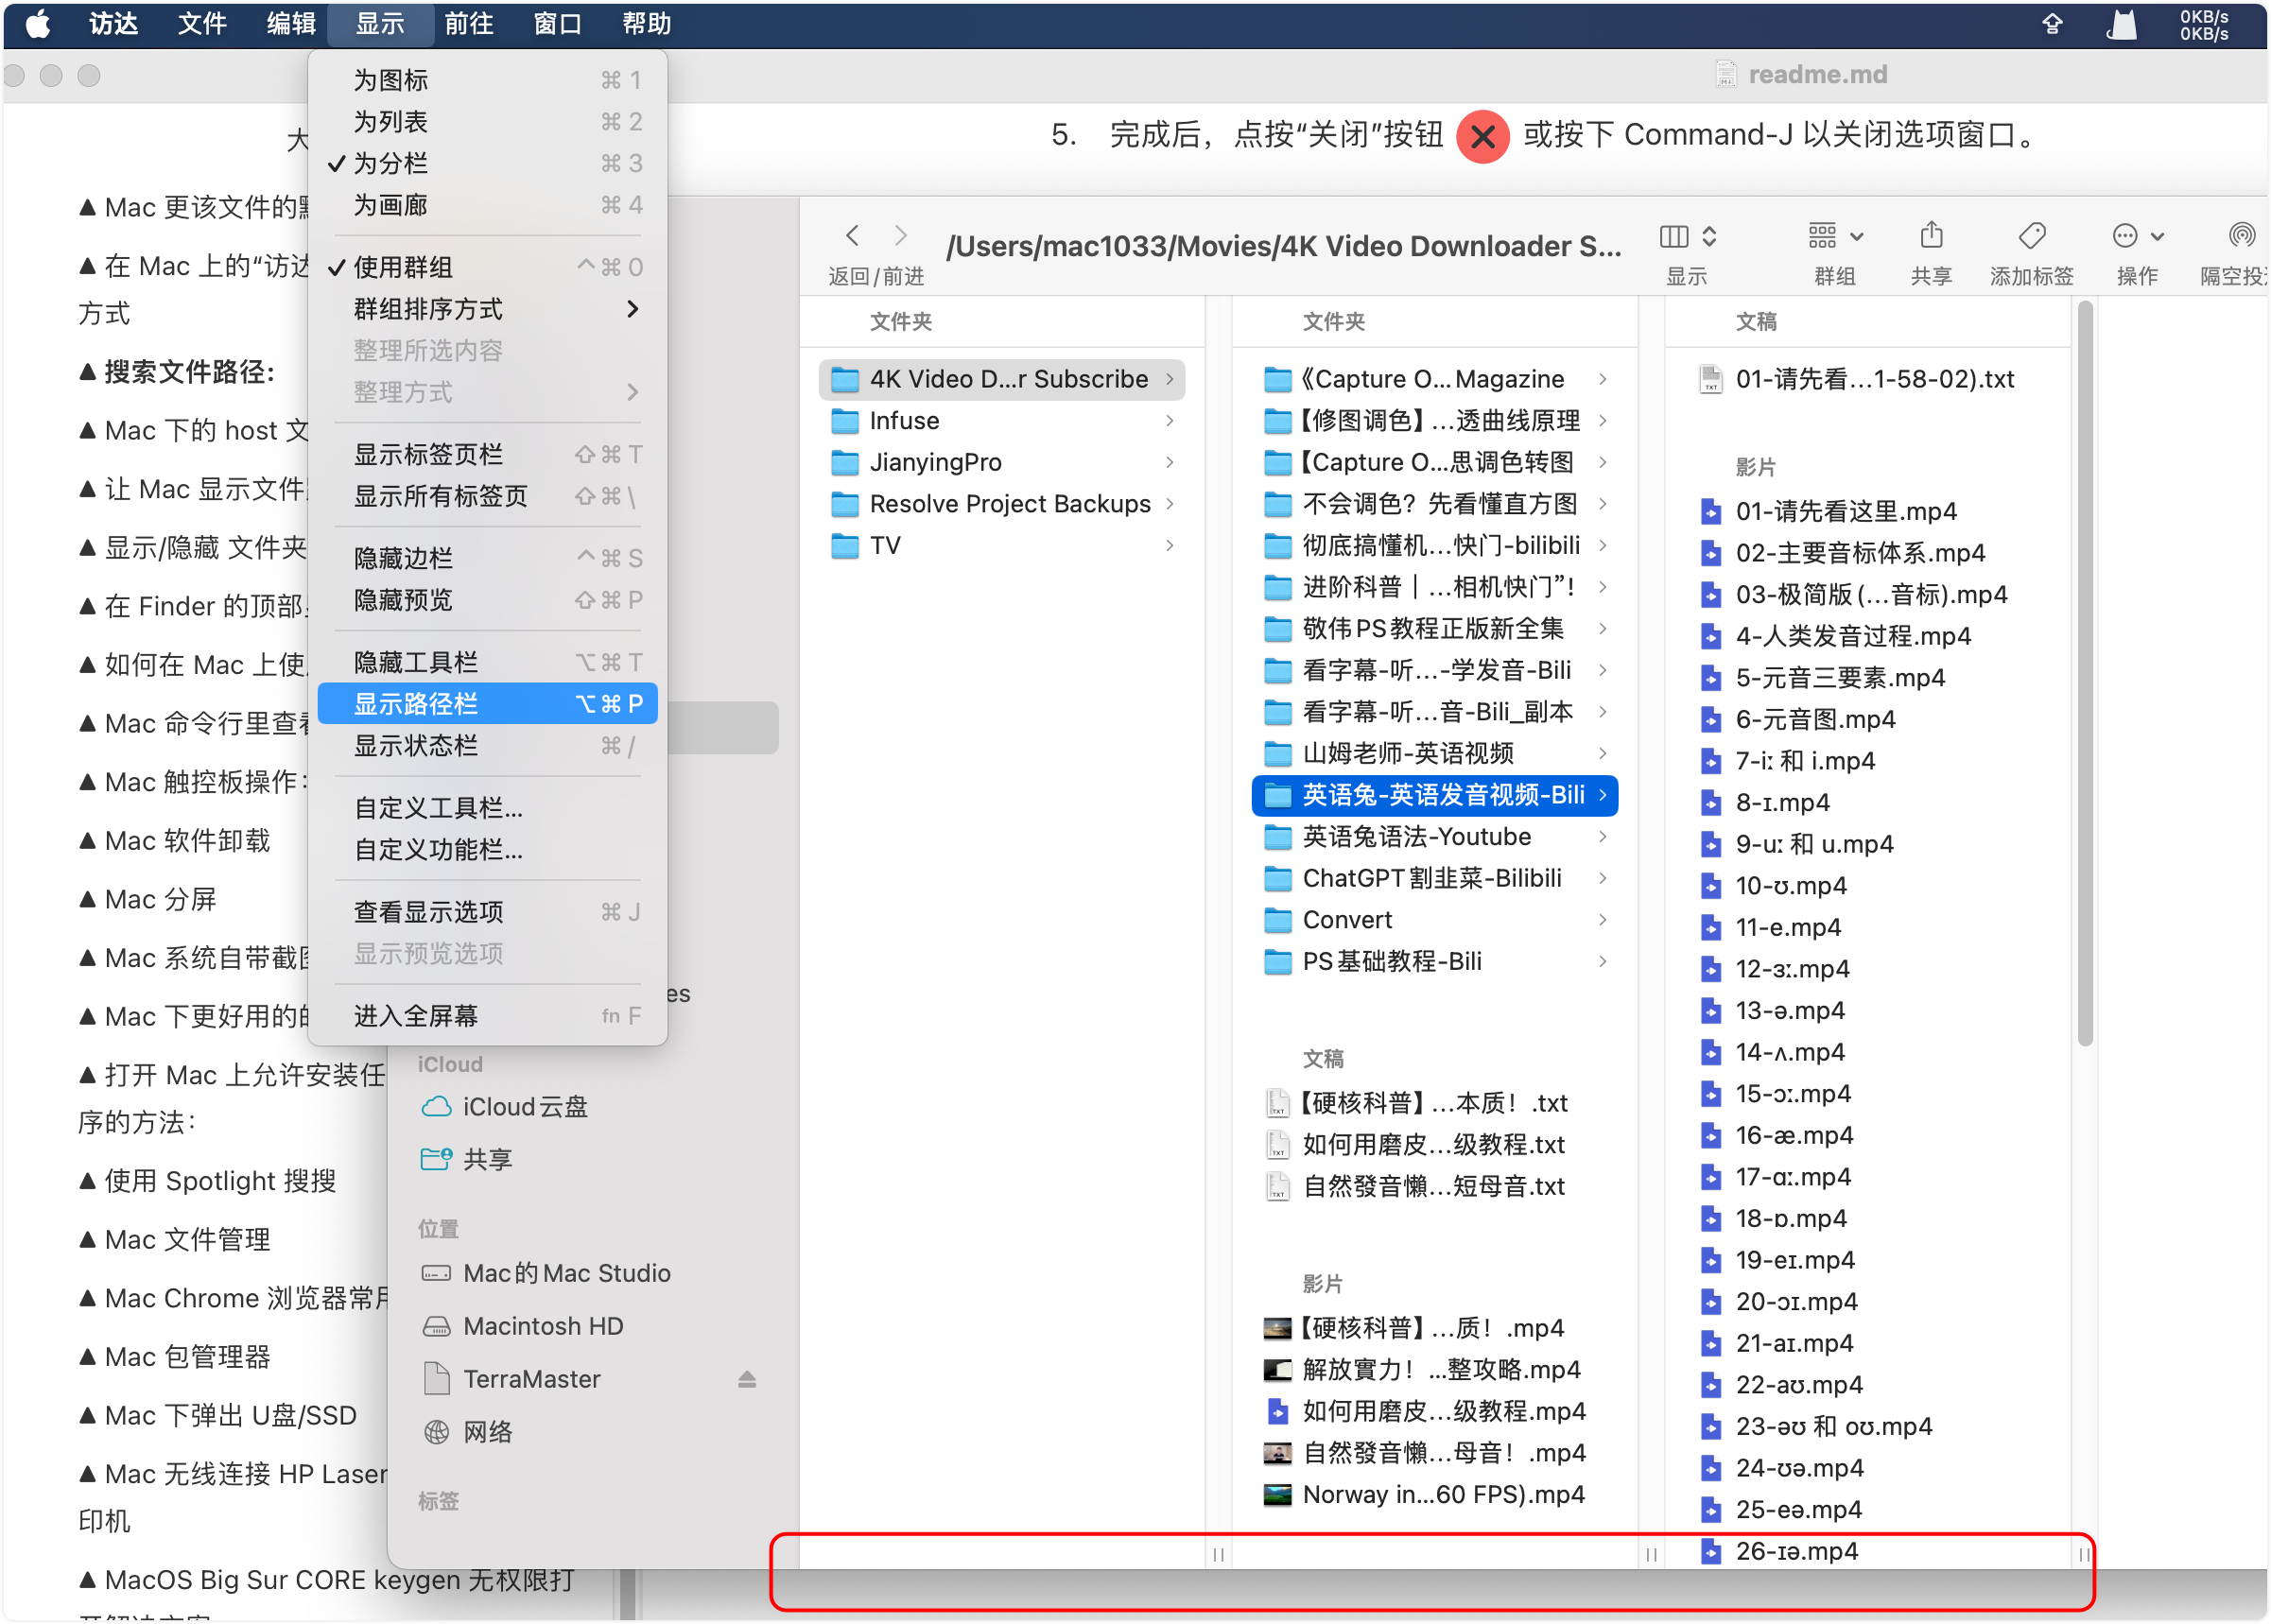 访达 文件 编辑 显示 前往 窗口 帮助 0KB/s
0KB/s
readme.md
5. 完成后，点按“关闭”按钮 或按下 Command-J 以关闭选项窗口。
大
▲ Mac 更该文件的
▲ 在 Mac 上的“访达
方式
▲ 搜索文件路径:
▲ Mac 下的 host 文
▲ 让 Mac 显示文件
▲ 显示/隐藏 文件夹
▲ 在 Finder 的顶部
▲ 如何在 Mac 上使
▲ Mac 命令行里查看
▲ Mac 触控板操作:
▲ Mac 软件卸载
▲ Mac 分屏
▲ Mac 系统自带截图
▲ Mac 下更好用的
▲ 打开 Mac 上允许安装任
序的方法:
▲ 使用 Spotlight 搜搜
▲ Mac 文件管理
▲ Mac Chrome 浏览器常用
▲ Mac 包管理器
▲ Mac 下弹出 U盘/SSD
▲ Mac 无线连接 HP Laser
印机
▲ MacOS Big Sur CORE keygen 无权限打
为图标 ⌘ 1
为列表 ⌘ 2
✓ 为分栏 ⌘ 3
为画廊 ⌘ 4
✓ 使用群组 ^⌘ 0
群组排序方式 >
整理所选内容
整理方式 >
显示标签页栏 ⇧⌘ T
显示所有标签页 ⇧⌘ \
隐藏边栏 ^⌘ S
隐藏预览 ⇧⌘ P
隐藏工具栏 ⌥⌘ T
显示路径栏 ⌥⌘ P
显示状态栏 ⌘ /
自定义工具栏...
自定义功能栏...
查看显示选项 ⌘ J
显示预览选项
进入全屏幕 fn F
es
iCloud
iCloud云盘
共享
位置
Mac的Mac Studio
Macintosh HD
TerraMaster
网络
标签
返回/前进
/Users/mac1033/Movies/4K Video Downloader S...
显示 群组 共享 添加标签 操作 隔空投
文件夹
4K Video D...r Subscribe
Infuse
JianyingPro
Resolve Project Backups
TV
文件夹
《Capture O...Magazine
【修图调色】...透曲线原理
【Capture O...思调色转图
不会调色？先看懂直方图
彻底搞懂机...快门-bilibili
进阶科普｜...相机快门”!
敬伟PS教程正版新全集
看字幕-听...-学发音-Bili
看字幕-听...音-Bili_副本
山姆老师-英语视频
英语兔-英语发音视频-Bili
英语兔语法-Youtube
ChatGPT割韭菜-Bilibili
Convert
PS基础教程-Bili
文稿
【硬核科普】...本质！.txt
如何用磨皮...级教程.txt
自然發音懶...短母音.txt
影片
【硬核科普】...质！.mp4
解放實力！...整攻略.mp4
如何用磨皮...级教程.mp4
自然發音懶...母音！.mp4
Norway in...60 FPS).mp4
文稿
01-请先看...1-58-02).txt
影片
01-请先看这里.mp4
02-主要音标体系.mp4
03-极简版(...音标).mp4
4-人类发音过程.mp4
5-元音三要素.mp4
6-元音图.mp4
7-iː 和 i.mp4
8-ɪ.mp4
9-uː 和 u.mp4
10-ʊ.mp4
11-e.mp4
12-ɜː.mp4
13-ə.mp4
14-ʌ.mp4
15-ɔː.mp4
16-æ.mp4
17-ɑː.mp4
18-ɒ.mp4
19-eɪ.mp4
20-ɔɪ.mp4
21-aɪ.mp4
22-aʊ.mp4
23-əʊ 和 oʊ.mp4
24-ʊə.mp4
25-eə.mp4
26-ɪə.mp4